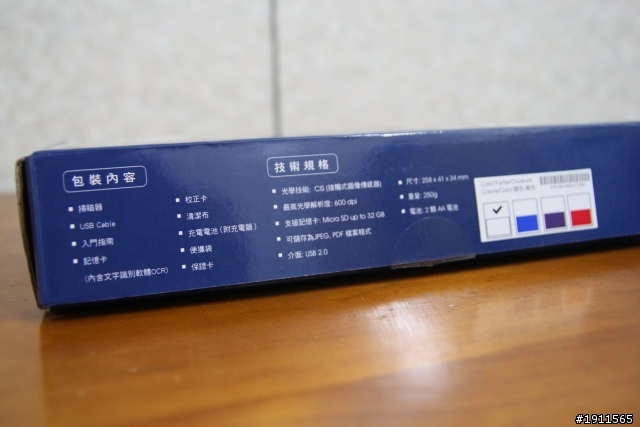 包裝內容
掃瞄器
USB Cable
入門指南
記憶卡
(內含文字識別軟體OCR)
校正卡
清潔布
充電電池(附充電器)
便攜袋
保證卡
技術規格
光學技術: CIS (接觸式圖像傳感器)
最高光學解析度: 600 dpi
支援記憶卡: Micro SD up to 32 GB
可儲存為JPEG, PDF 檔案格式
介面: USB 2.0
尺寸: 258 x 41 x 34 mm
重量: 250g
電池: 2 顆 AA 電池
#1911565